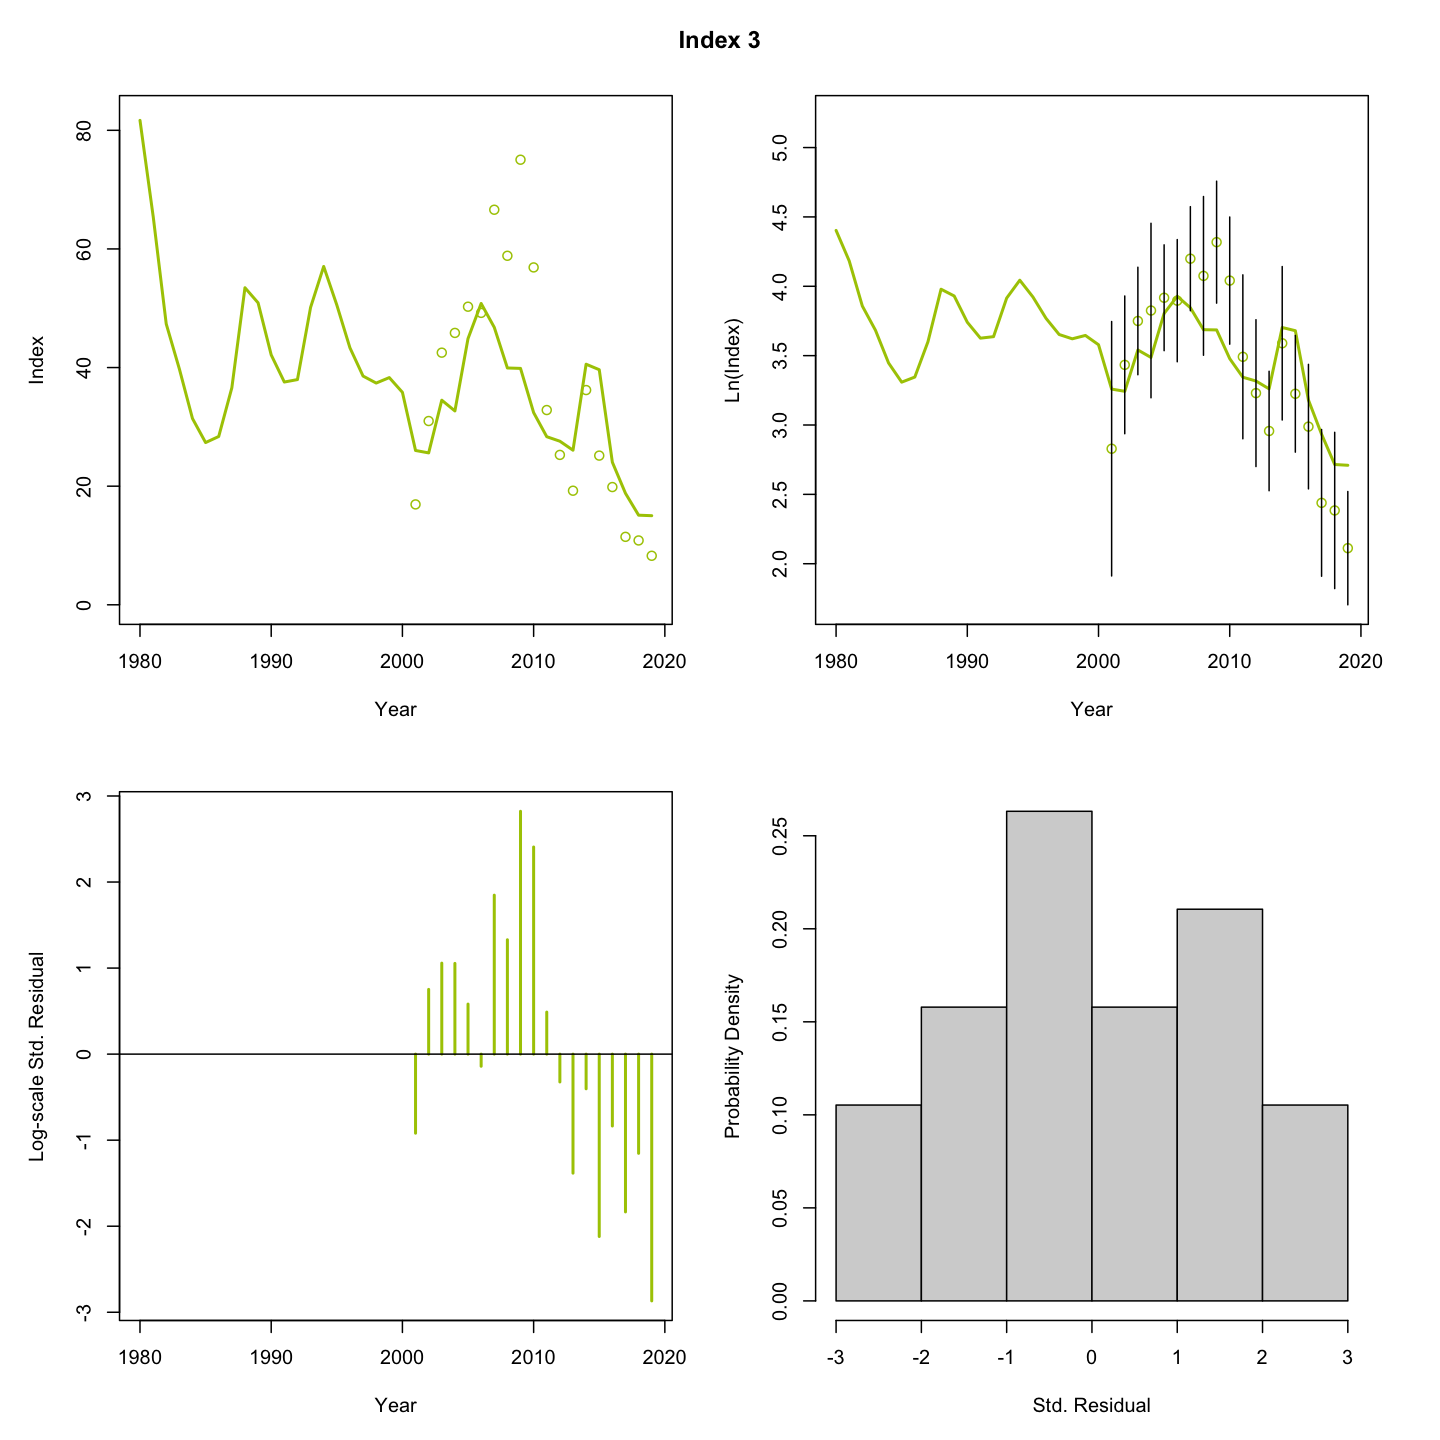 Index 3
Index
80
60
40
20
0
1980 1990 2000 2010 2020
Year
Ln(Index)
5.0
4.5
4.0
3.5
3.0
2.5
2.0
1980 1990 2000 2010 2020
Year
Log-scale Std. Residual
3
2
1
0
-1
-2
-3
1980 1990 2000 2010 2020
Year
Probability Density
0.25
0.20
0.15
0.10
0.05
0.00
-3 -2 -1 0 1 2 3
Std. Residual